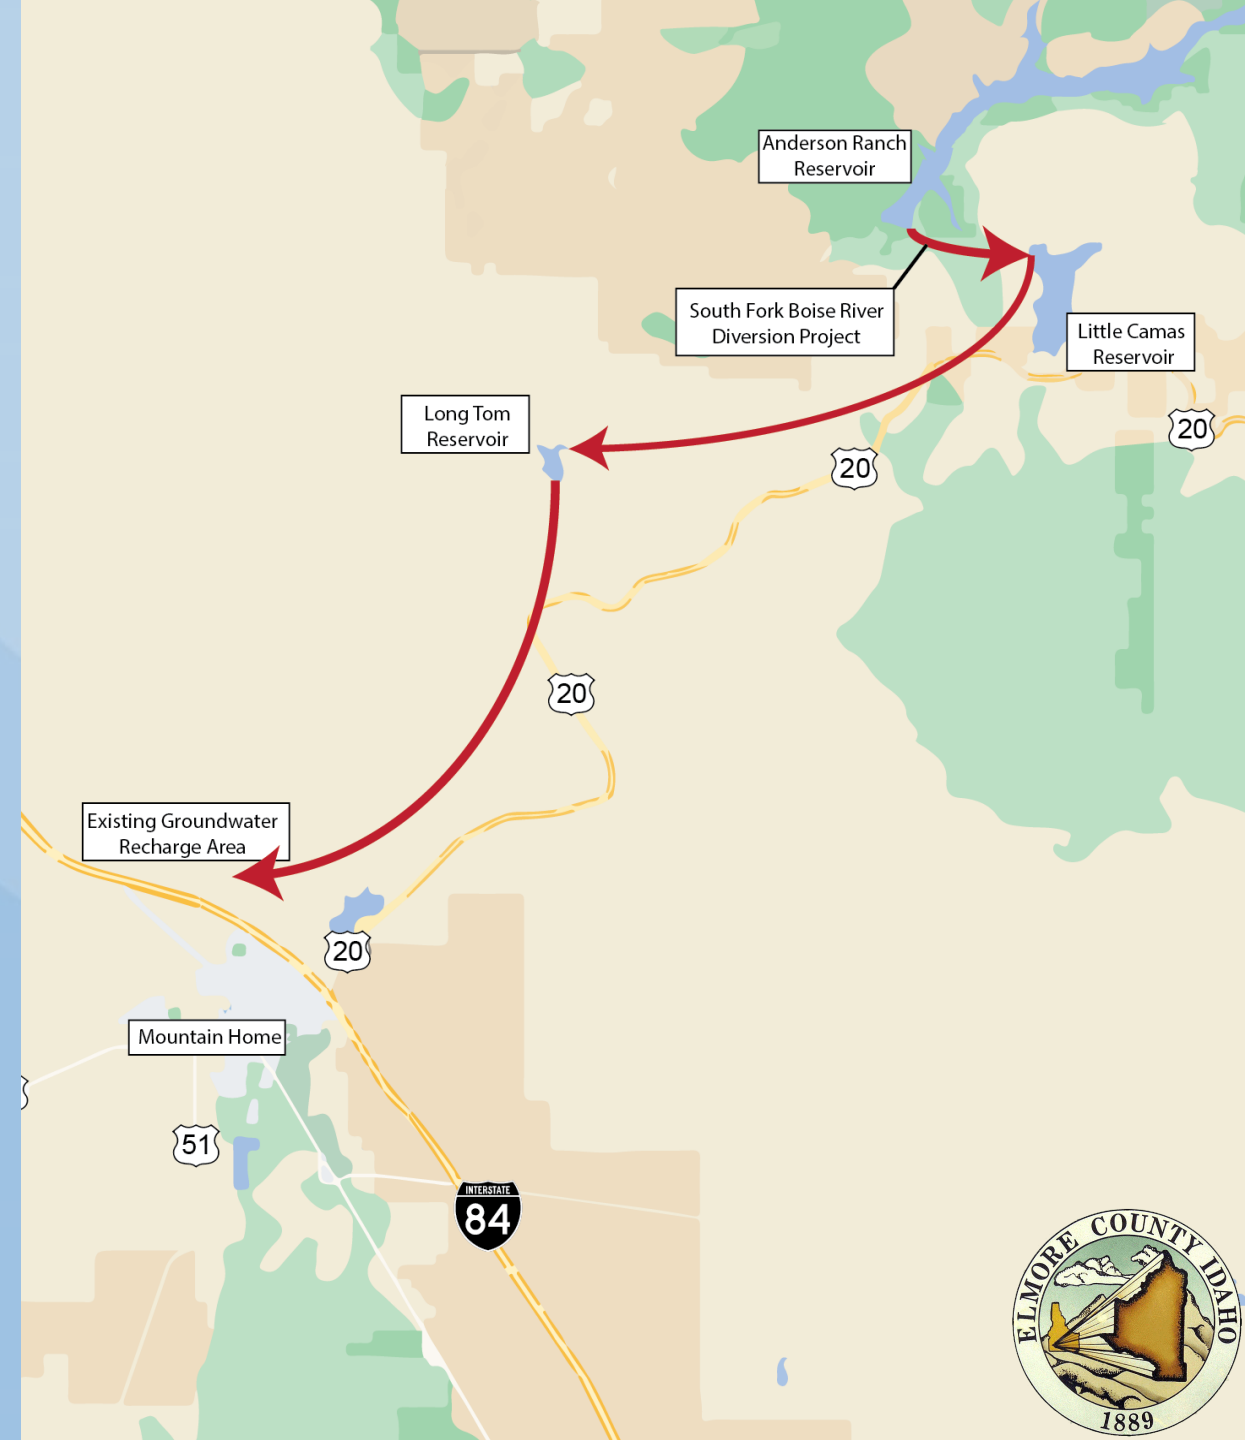 Anderson Ranch
Reservoir
South Fork Boise River
Diversion Project
Little Camas
Reservoir
Long Tom
Reservoir
20
20
20
Existing Groundwater
Recharge Area
20
Mountain Home
51
INTERSTATE
84
ELMORE COUNTY IDAHO
1889